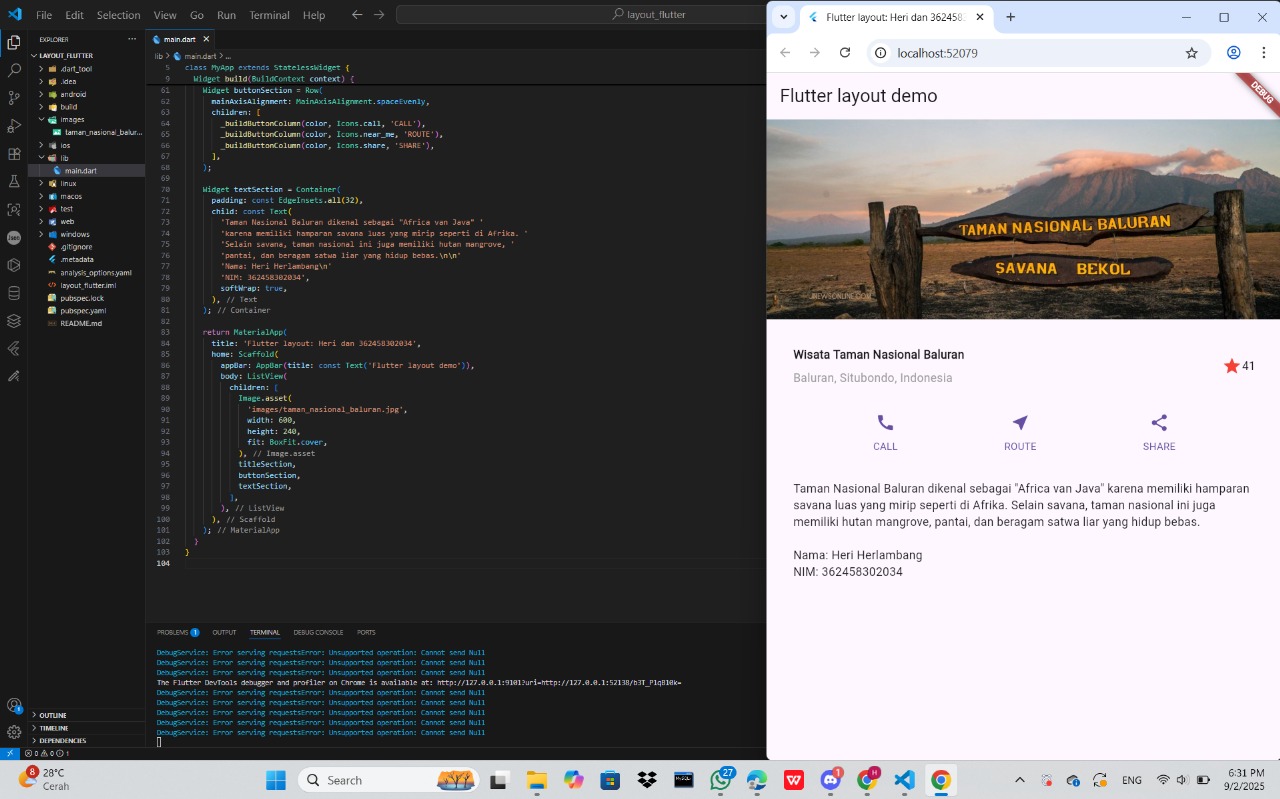 File Edit Selection View Go Run Terminal Help
layout_flutter
EXPLORER
LAYOUT_FLUTTER
.dart_tool
.idea
android
build
images
taman_nasional_balur...
ios
lib
main.dart
linux
macos
test
web
windows
.gitignore
.metadata
analysis_options.yaml
layout_flutter.iml
pubspec.lock
pubspec.yaml
README.md
OUTLINE
TIMELINE
DEPENDENCIES
main.dart
lib > main.dart > ...
5 class MyApp extends StatelessWidget {
9 Widget build(BuildContext context) {
61 Widget buttonSection = Row(
62 mainAxisAlignment: MainAxisAlignment.spaceEvenly,
63 children: [
64 _buildButtonColumn(color, Icons.call, 'CALL'),
65 _buildButtonColumn(color, Icons.near_me, 'ROUTE'),
66 _buildButtonColumn(color, Icons.share, 'SHARE'),
67 ],
68 );
69
70 Widget textSection = Container(
71 padding: const EdgeInsets.all(32),
72 child: const Text(
73 'Taman Nasional Baluran dikenal sebagai "Africa van Java" '
74 'karena memiliki hamparan savana luas yang mirip seperti di Afrika. '
75 'Selain savana, taman nasional ini juga memiliki hutan mangrove, '
76 'pantai, dan beragam satwa liar yang hidup bebas.\n\n'
77 'Nama: Heri Herlambang\n'
78 'NIM: 362458302034',
79 softWrap: true,
80 ), // Text
81 ); // Container
82
83 return MaterialApp(
84 title: 'Flutter layout: Heri dan 362458302034',
85 home: Scaffold(
86 appBar: AppBar(title: const Text('Flutter layout demo')),
87 body: ListView(
88 children: [
89 Image.asset(
90 'images/taman_nasional_baluran.jpg',
91 width: 600,
92 height: 240,
93 fit: BoxFit.cover,
94 ), // Image.asset
95 titleSection,
96 buttonSection,
97 textSection,
98 ],
99 ), // ListView
100 ), // Scaffold
101 ); // MaterialApp
102 }
103 }
104
PROBLEMS 1 OUTPUT TERMINAL DEBUG CONSOLE PORTS
DebugService: Error serving requestsError: Unsupported operation: Cannot send Null
DebugService: Error serving requestsError: Unsupported operation: Cannot send Null
DebugService: Error serving requestsError: Unsupported operation: Cannot send Null
The Flutter DevTools debugger and profiler on Chrome is available at: http://127.0.0.1:9101?uri=http://127.0.0.1:52138/b3T_P1q810k=
DebugService: Error serving requestsError: Unsupported operation: Cannot send Null
DebugService: Error serving requestsError: Unsupported operation: Cannot send Null
DebugService: Error serving requestsError: Unsupported operation: Cannot send Null
DebugService: Error serving requestsError: Unsupported operation: Cannot send Null
DebugService: Error serving requestsError: Unsupported operation: Cannot send Null
0 0 1
Flutter layout: Heri dan 362458
localhost:52079
Flutter layout demo
DEBUG
TAMAN NASIONAL BALURAN
SAVANA BEKOL
Wisata Taman Nasional Baluran
Baluran, Situbondo, Indonesia
41
CALL ROUTE SHARE
Taman Nasional Baluran dikenal sebagai "Africa van Java" karena memiliki hamparan
savana luas yang mirip seperti di Afrika. Selain savana, taman nasional ini juga
memiliki hutan mangrove, pantai, dan beragam satwa liar yang hidup bebas.
Nama: Heri Herlambang
NIM: 362458302034
8
28°C
Cerah
Search
27
1
H
ENG
6:31 PM
9/2/2025